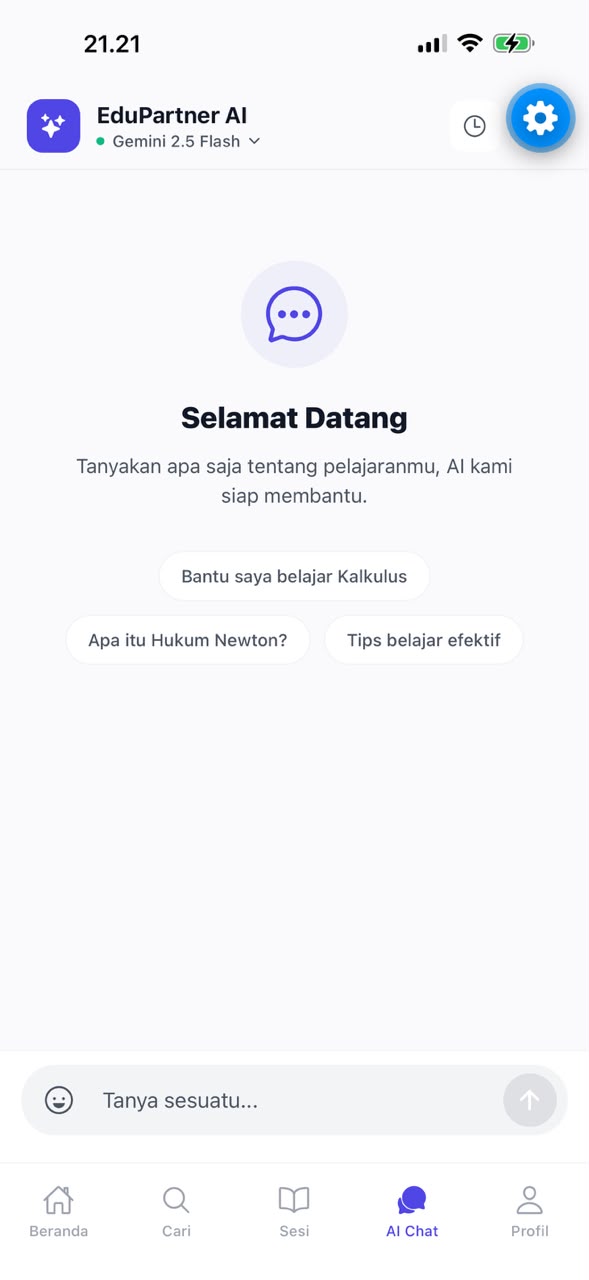 21.21
EduPartner AI
Gemini 2.5 Flash
Selamat Datang
Tanyakan apa saja tentang pelajaranmu, AI kami
siap membantu.
Bantu saya belajar Kalkulus
Apa itu Hukum Newton?
Tips belajar efektif
Tanya sesuatu...
Beranda
Cari
Sesi
AI Chat
Profil